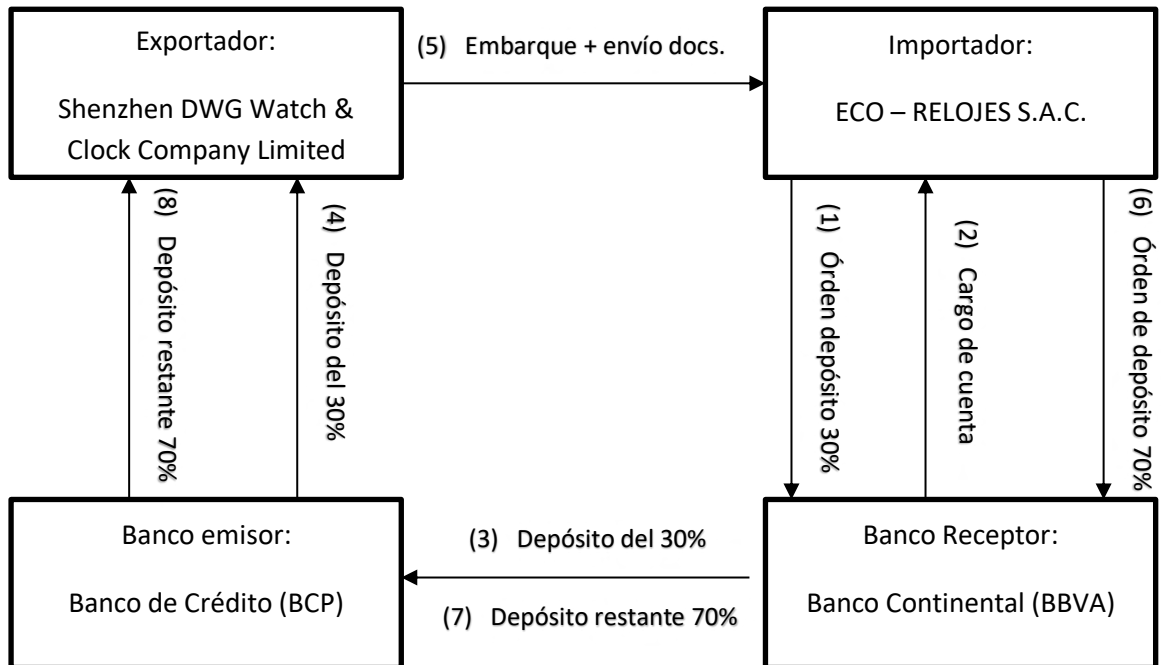 Exportador:
Shenzhen DWG Watch &
Clock Company Limited
(5) Embarque + envío docs.
Importador:
ECO – RELOJES S.A.C.
(8) Depósito restante 70%
(4) Depósito del 30%
(1) Órden depósito 30%
(2) Cargo de cuenta
(6) Órden de depósito 70%
Banco emisor:
Banco de Crédito (BCP)
(3) Depósito del 30%
(7) Depósito restante 70%
Banco Receptor:
Banco Continental (BBVA)